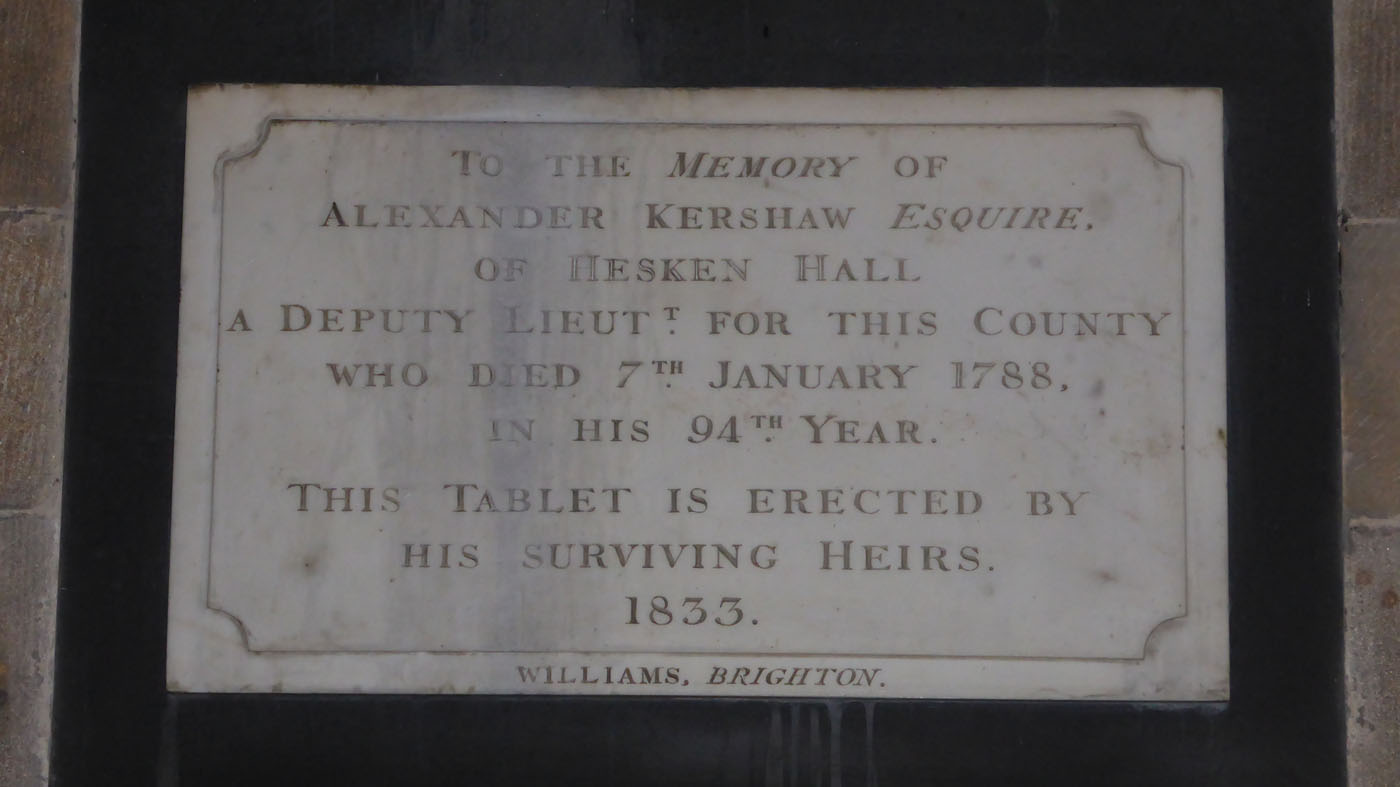 TO THE MEMORY OF
ALEXANDER KERSHAW ESQUIRE,
OF HESKEN HALL
A DEPUTY LIEUT.T FOR THIS COUNTY
WHO DIED 7TH. JANUARY 1788,
IN HIS 94TH. YEAR.
THIS TABLET IS ERECTED BY
HIS SURVIVING HEIRS.
1833.
WILLIAMS, BRIGHTON.